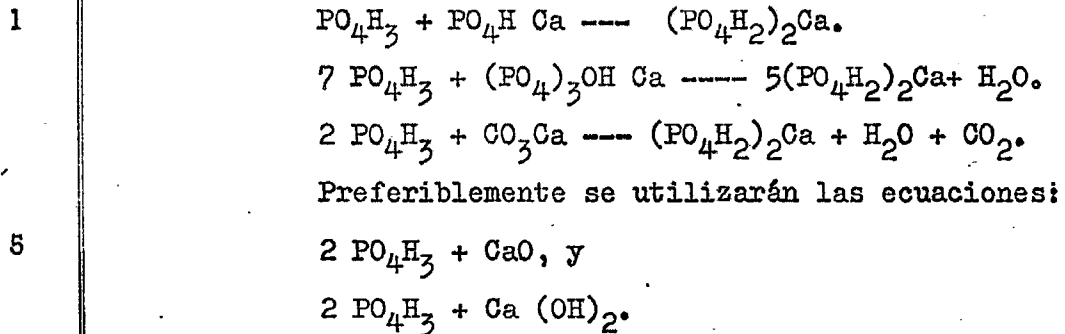 1 PO₄H₃ + PO₄H Ca --- (PO₄H₂)₂Ca.
7 PO₄H₃ + (PO₄)₃OH Ca ---- 5(PO₄H₂)₂Ca+ H₂O.
2 PO₄H₃ + CO₃Ca --- (PO₄H₂)₂Ca + H₂O + CO₂.
Preferiblemente se utilizarán las ecuaciones:
5 2 PO₄H₃ + CaO, y
2 PO₄H₃ + Ca (OH)₂.